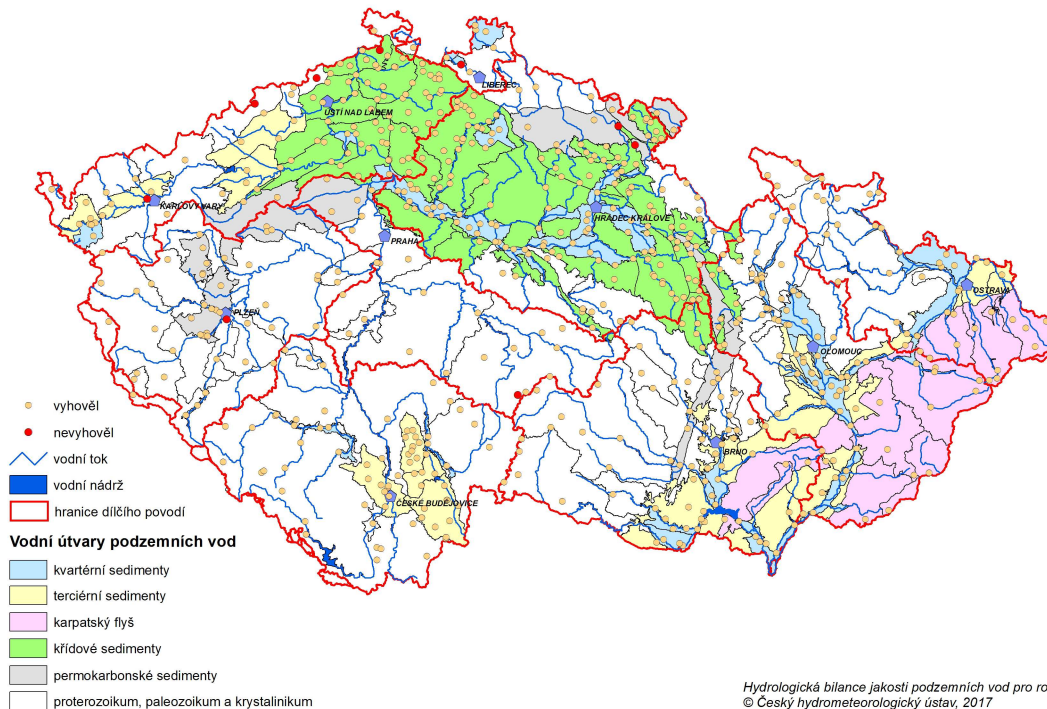 LIBEREC
ÚSTÍ NAD LABEM
KARLOVY VARY
HRADEC KRÁLOVÉ
PRAHA
OSTRAVA
PLZEŇ
OLOMOUC
BRNO
ČESKÉ BUDĚJOVICE
vyhověl
nevyhověl
vodní tok
vodní nádrž
hranice dílčího povodí
Vodní útvary podzemních vod
kvartérní sedimenty
terciérní sedimenty
karpatský flyš
křídové sedimenty
permokarbonské sedimenty
proterozoikum, paleozoikum a krystalinikum
Hydrologická bilance jakosti podzemních vod pro ro
© Český hydrometeorologický ústav, 2017